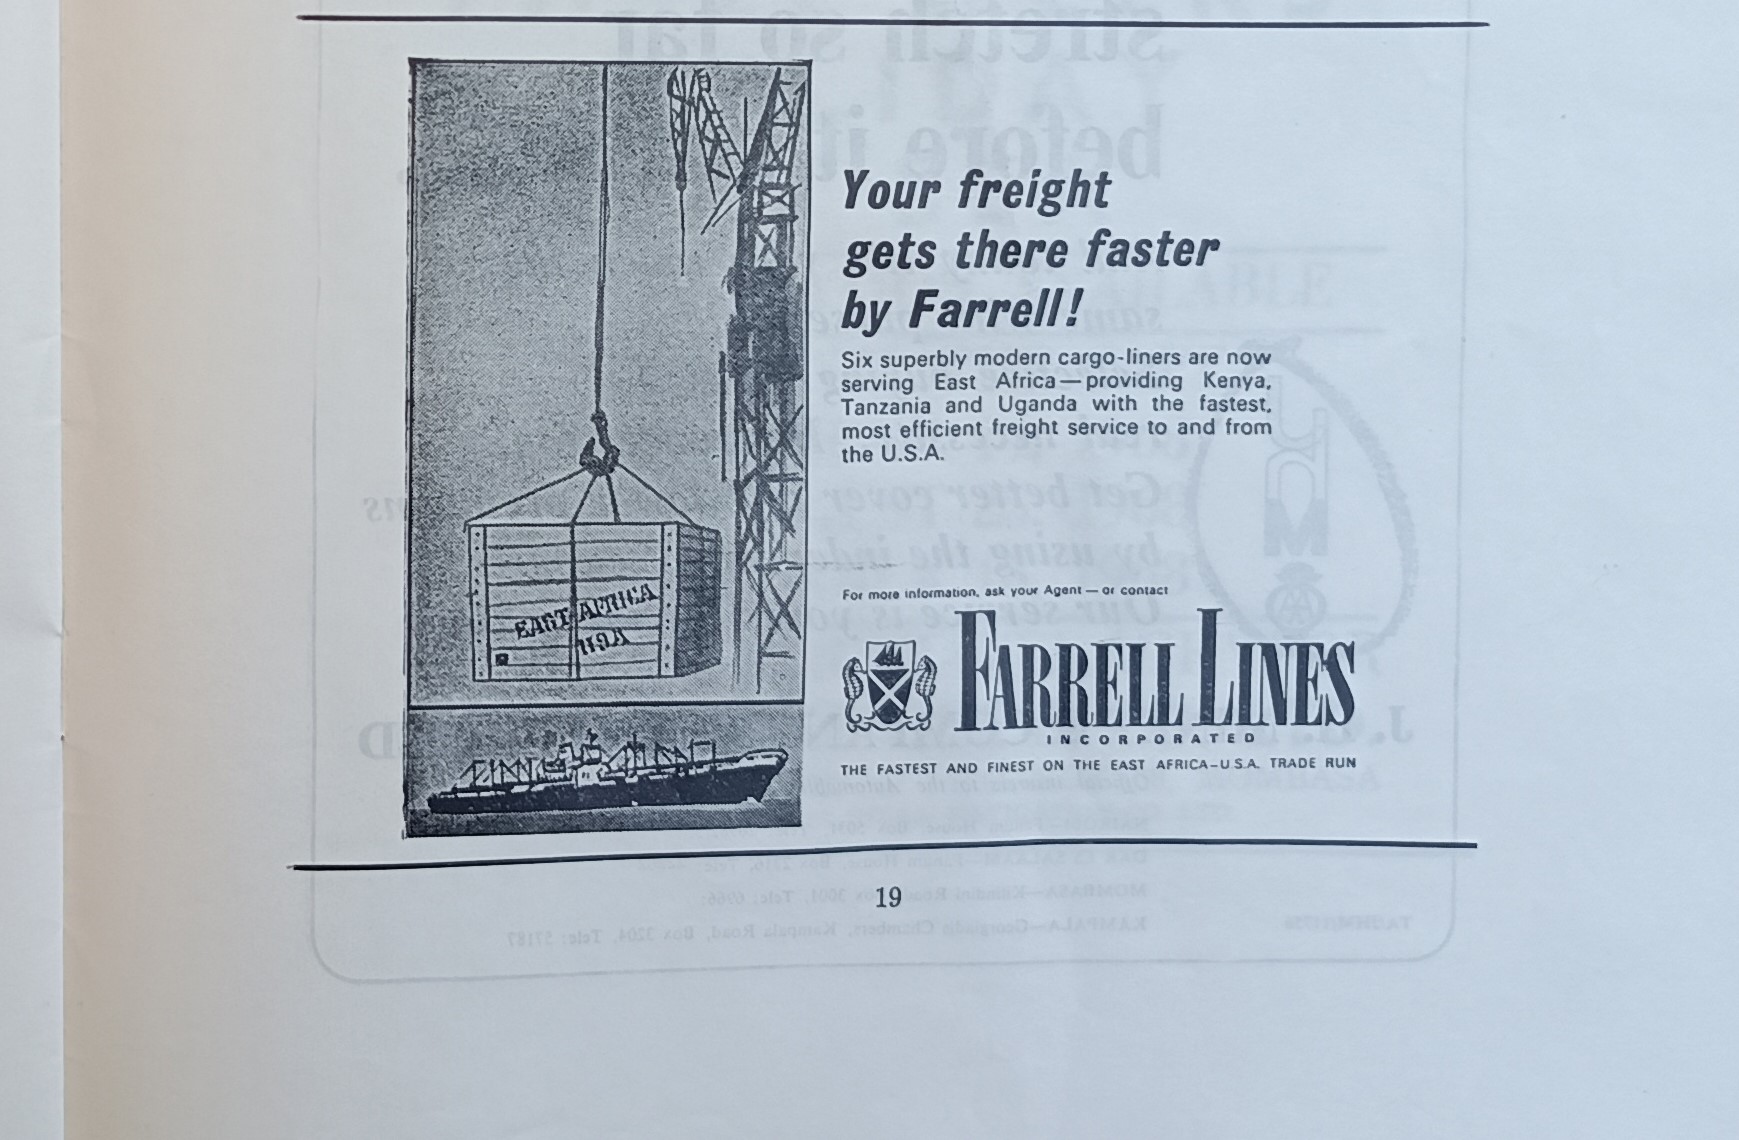 Your freight
gets there faster
by Farrell!
Six superbly modern cargo-liners are now
serving East Africa—providing Kenya,
Tanzania and Uganda with the fastest,
most efficient freight service to and from
the U.S.A.
EAST AFRICA
USA
For more information, ask your Agent — or contact
FARRELL LINES
INCORPORATED
THE FASTEST AND FINEST ON THE EAST AFRICA–U.S.A. TRADE RUN
19